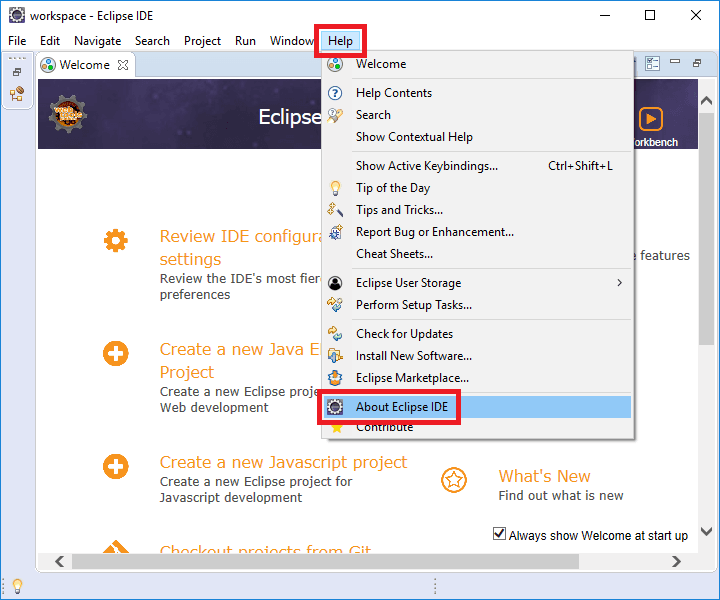 workspace - Eclipse IDE
File Edit Navigate Search Project Run Window Help
Welcome
Welcome
Help Contents
Search
Show Contextual Help
Show Active Keybindings... Ctrl+Shift+L
Tip of the Day
Tips and Tricks...
Report Bug or Enhancement...
Cheat Sheets...
Eclipse User Storage
Perform Setup Tasks...
Check for Updates
Install New Software...
Eclipse Marketplace...
About Eclipse IDE
Contribute
Eclipse
orkbench
Review IDE configura
settings
Review the IDE's most fierc
preferences
e features
Create a new Java E
Project
Create a new Eclipse proje
Web development
Create a new Javascript project
Create a new Eclipse project for
Javascript development
What's New
Find out what is new
Checkout projects from Git
Always show Welcome at start up